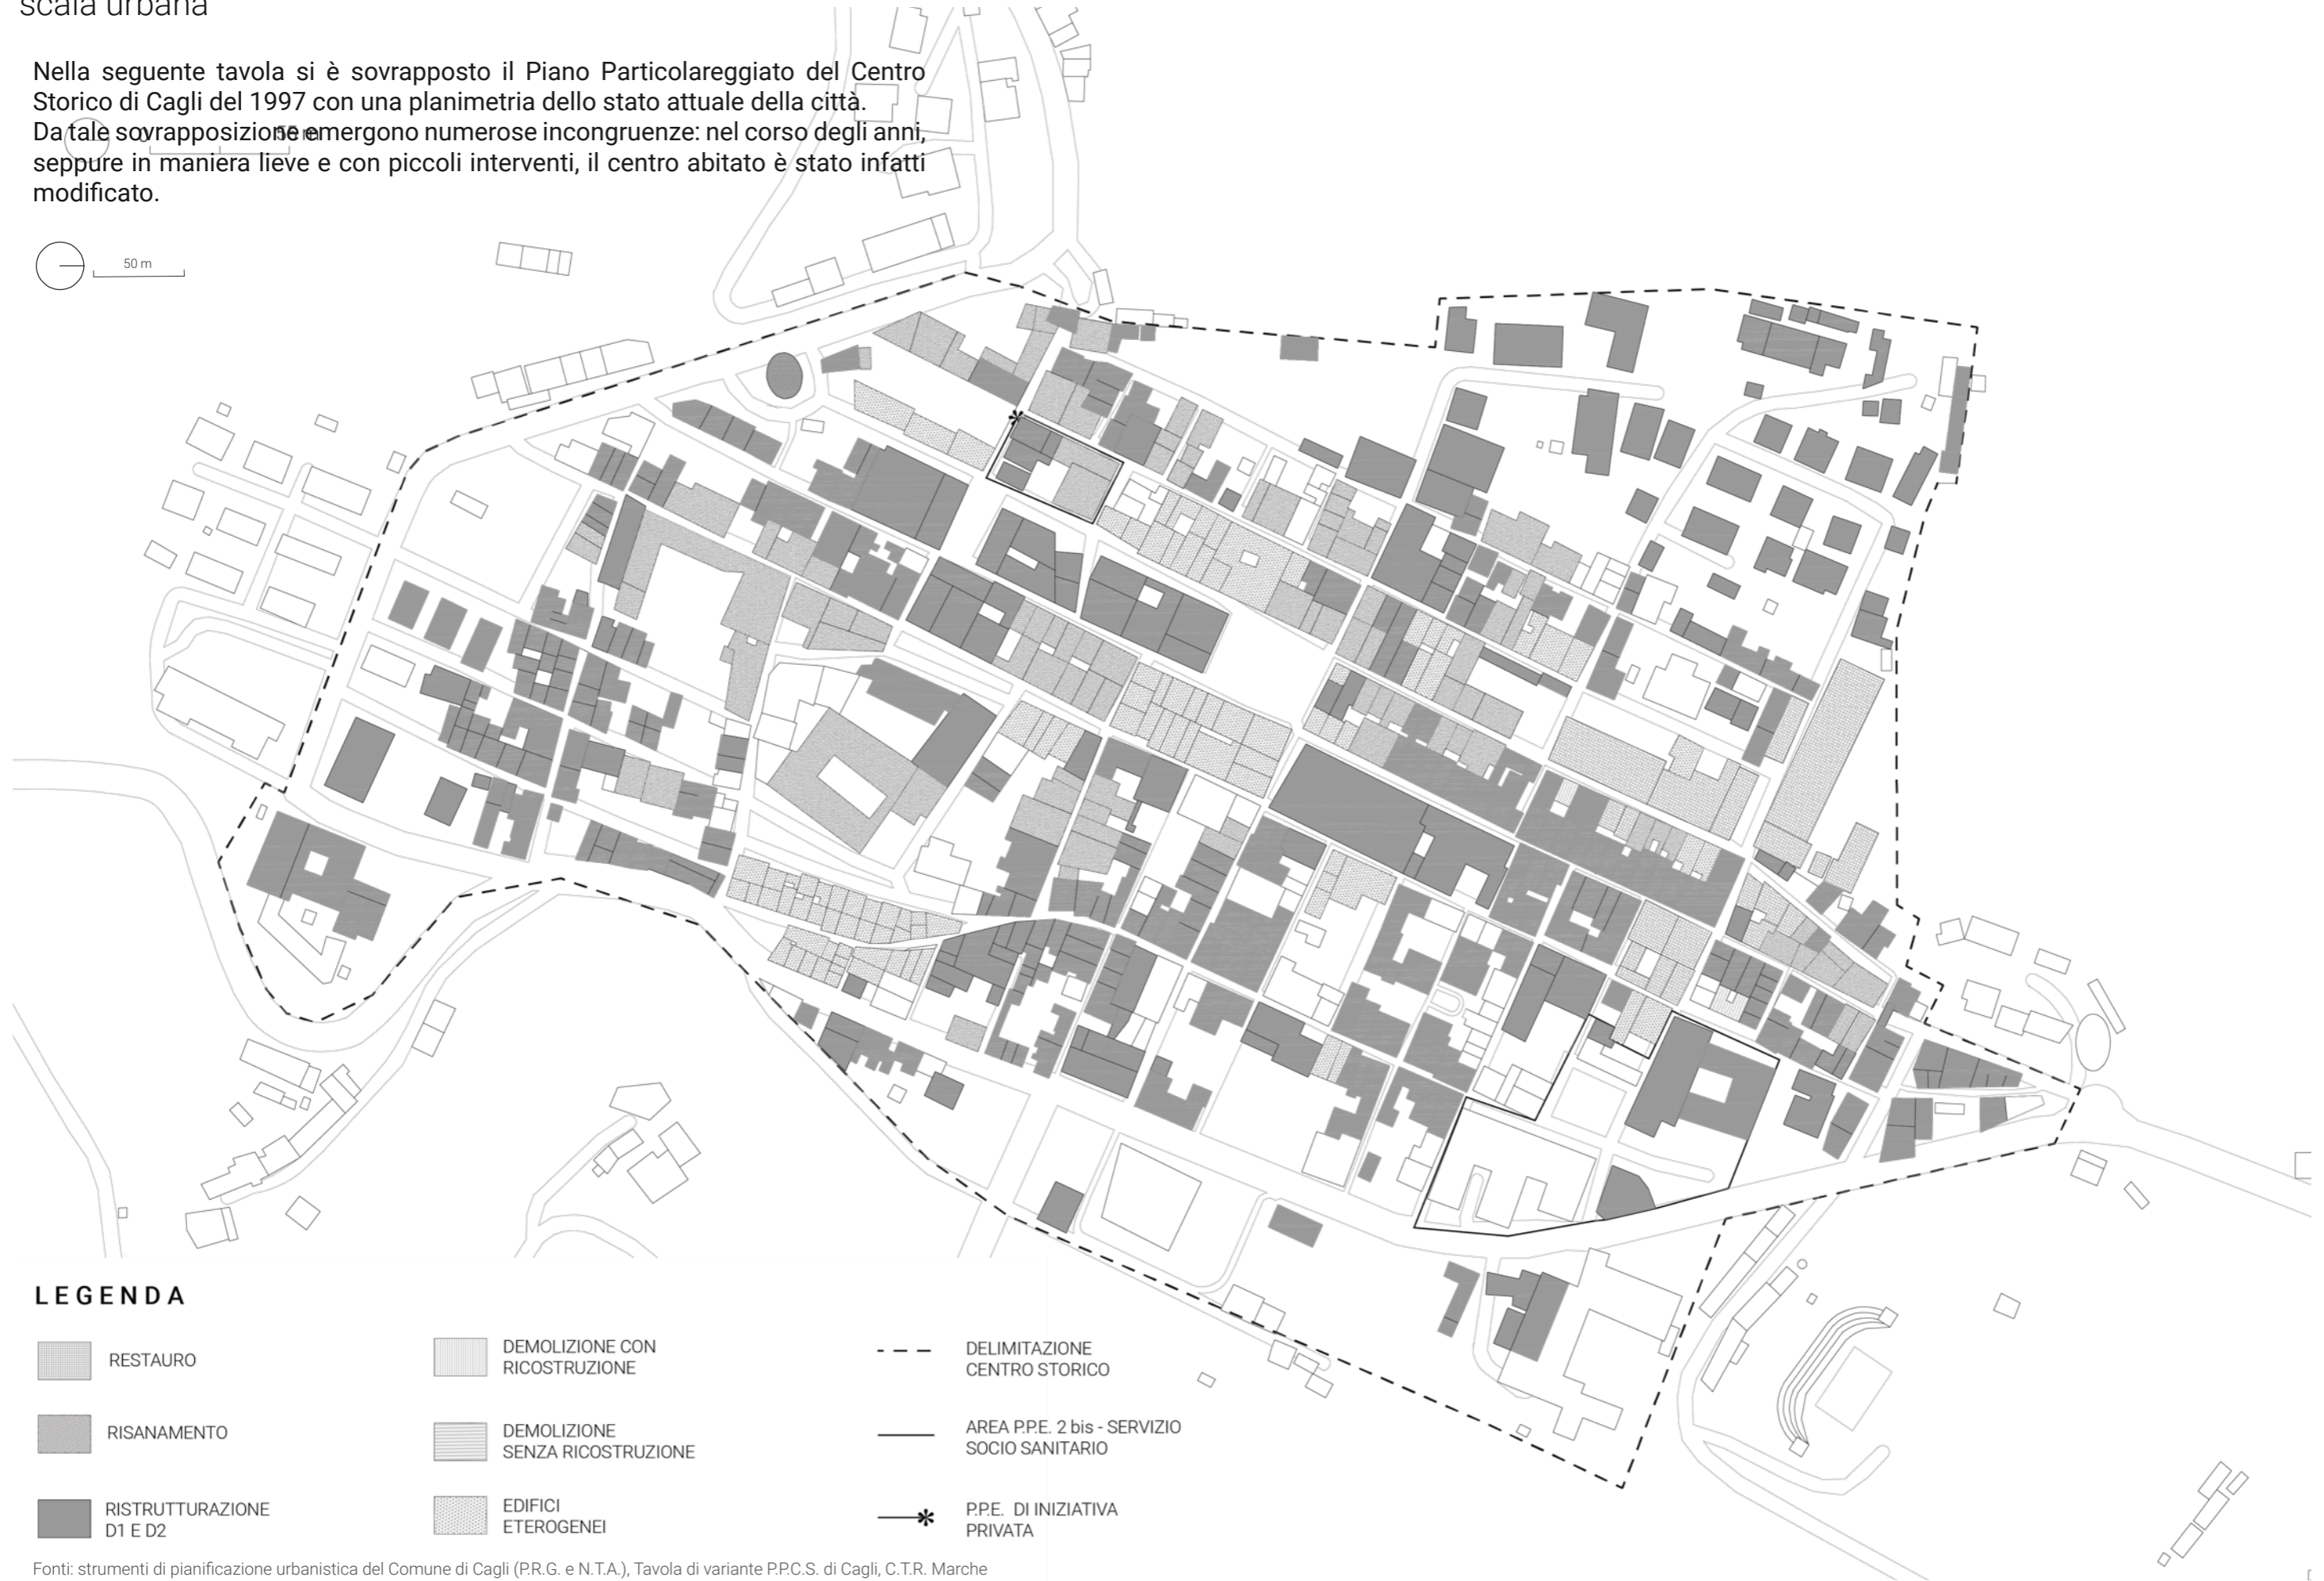 scala urbana
Nella seguente tavola si è sovrapposto il Piano Particolareggiato del Centro
Storico di Cagli del 1997 con una planimetria dello stato attuale della città.
Da tale sovrapposizione emergono numerose incongruenze: nel corso degli anni,
seppure in maniera lieve e con piccoli interventi, il centro abitato è stato infatti
modificato.
50 m
LEGENDA
RESTAURO
RISANAMENTO
RISTRUTTURAZIONE
D1 E D2
DEMOLIZIONE CON
RICOSTRUZIONE
DEMOLIZIONE
SENZA RICOSTRUZIONE
EDIFICI
ETEROGENEI
DELIMITAZIONE
CENTRO STORICO
AREA P.P.E. 2 bis - SERVIZIO
SOCIO SANITARIO
P.P.E. DI INIZIATIVA
PRIVATA
Fonti: strumenti di pianificazione urbanistica del Comune di Cagli (P.R.G. e N.T.A.), Tavola di variante P.P.C.S. di Cagli, C.T.R. Marche